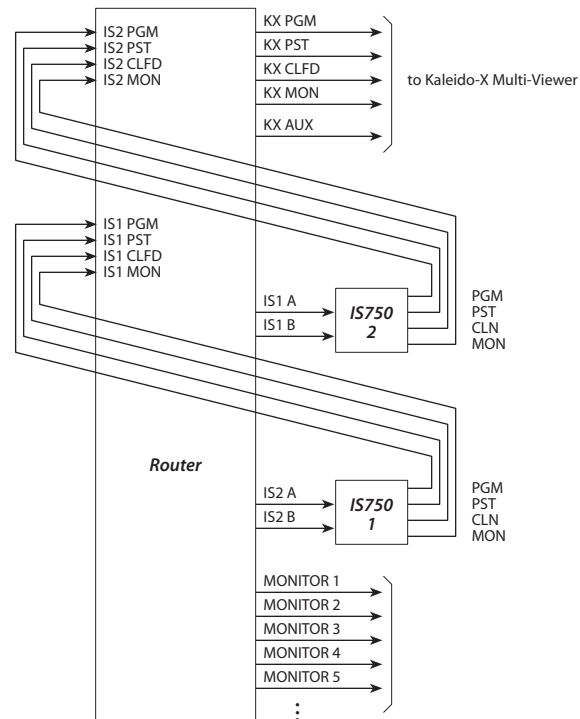 IS2 PGM
IS2 PST
IS2 CLFD
IS2 MON
KX PGM
KX PST
KX CLFD
KX MON
KX AUX
to Kaleido-X Multi-Viewer
IS1 PGM
IS1 PST
IS1 CLFD
IS1 MON
IS1 A
IS1 B
IS750
2
PGM
PST
CLN
MON
Router
IS2 A
IS2 B
IS750
1
PGM
PST
CLN
MON
MONITOR 1
MONITOR 2
MONITOR 3
MONITOR 4
MONITOR 5